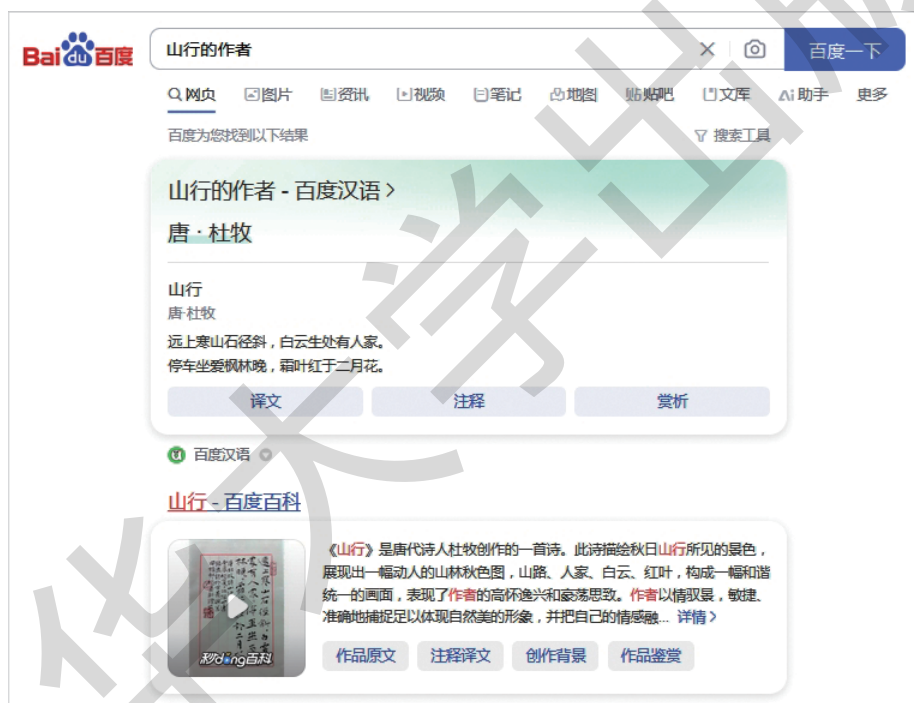 Bai du 百度 山行的作者 百度一下
网页 图片 资讯 视频 笔记 地图 贴吧 文库 助手 更多
百度为您找到以下结果 搜索工具
山行的作者 - 百度汉语 >
唐 · 杜牧
山行
唐·杜牧
远上寒山石径斜，白云生处有人家。
停车坐爱枫林晚，霜叶红于二月花。
译文 注释 赏析
百度汉语
山行 - 百度百科
《山行》是唐代诗人杜牧创作的一首诗。此诗描绘秋日山行所见的景色，
展现出一幅动人的山林秋色图，山路、人家、白云、红叶，构成一幅和谐
统一的画面，表现了作者的高怀逸兴和豪荡思致。作者以情驭景，敏捷、
准确地捕捉足以体现自然美的形象，并把自己的情感融... 详情 >
秒dong百科
作品原文 注释译文 创作背景 作品鉴赏
华大学出版